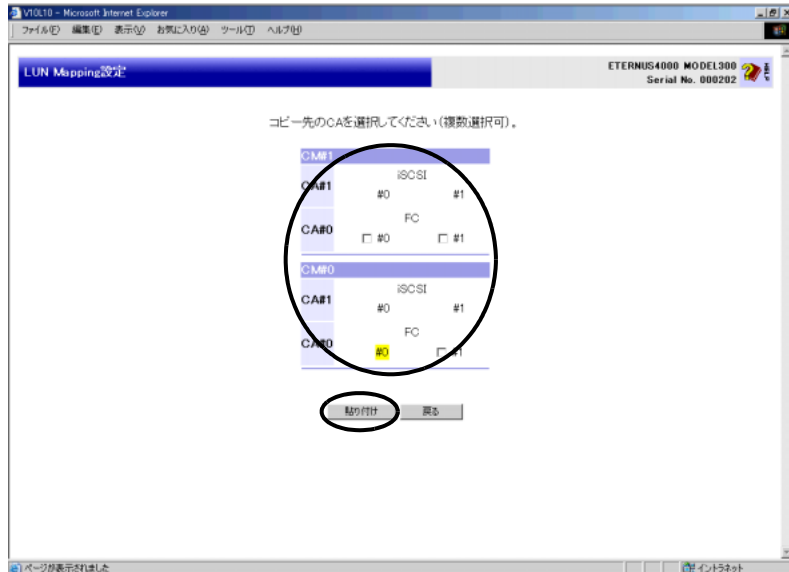 V10L10 - Microsoft Internet Explorer
ファイル(F) 編集(E) 表示(V) お気に入り(A) ツール(T) ヘルプ(H)
LUN Mapping設定
ETERNUS4000 MODEL300
Serial No. 000202
コピー先のCAを選択してください(複数選択可)。
CM#1
CA#1
iSCSI
#0 #1
CA#0
FC
#0 #1
CM#0
CA#1
iSCSI
#0 #1
CA#0
FC
#0 #1
貼り付け 戻る
ページが表示されました イントラネット